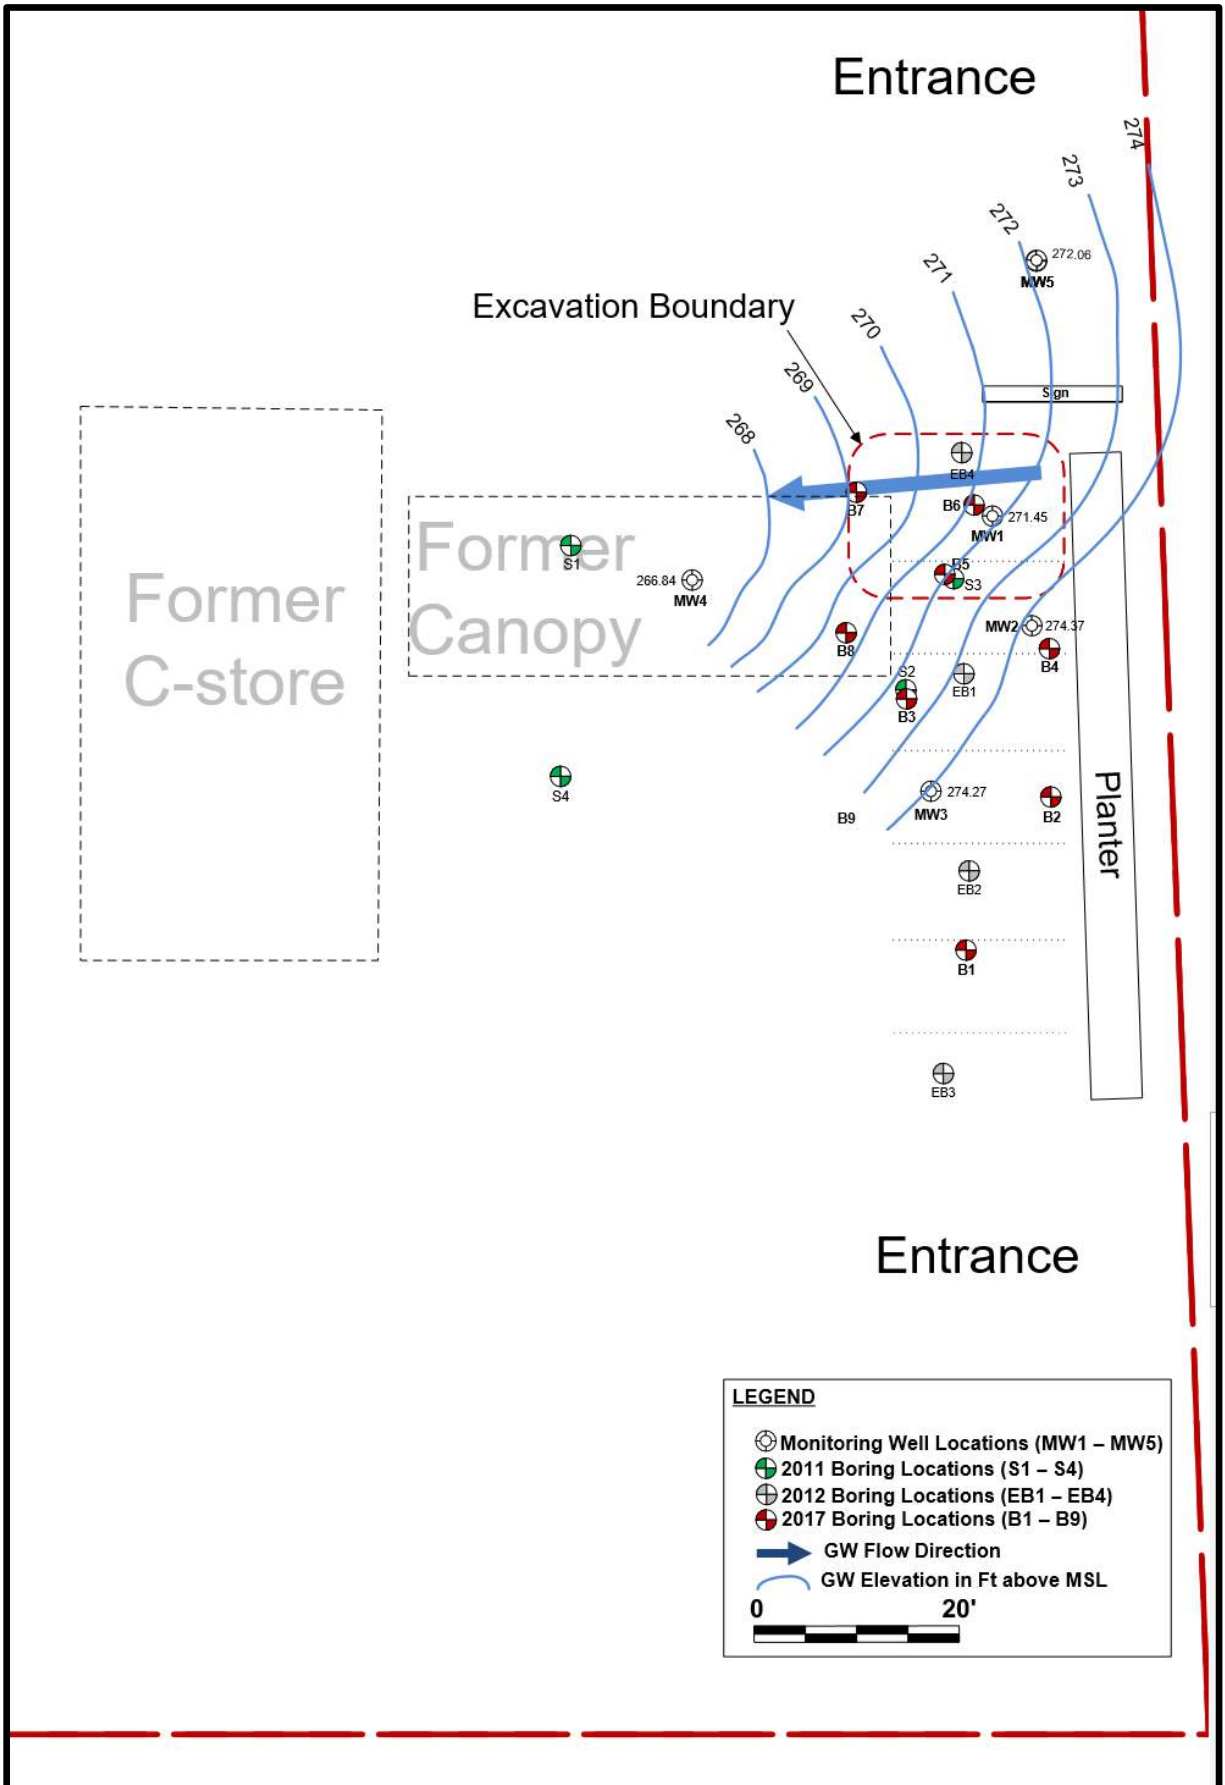 Entrance
274
273
272
272.06
MW5
271
Excavation Boundary
270
269
Sign
268
EB4
B7
B6
271.45
MW1
Former
Canopy
S1
B5
S3
266.84
MW4
Former
C-store
MW2
274.37
B8
B4
S2
EB1
B3
S4
274.27
MW3
B9
B2
Planter
EB2
B1
EB3
Entrance
LEGEND
Monitoring Well Locations (MW1 – MW5)
2011 Boring Locations (S1 – S4)
2012 Boring Locations (EB1 – EB4)
2017 Boring Locations (B1 – B9)
GW Flow Direction
GW Elevation in Ft above MSL
0 20'